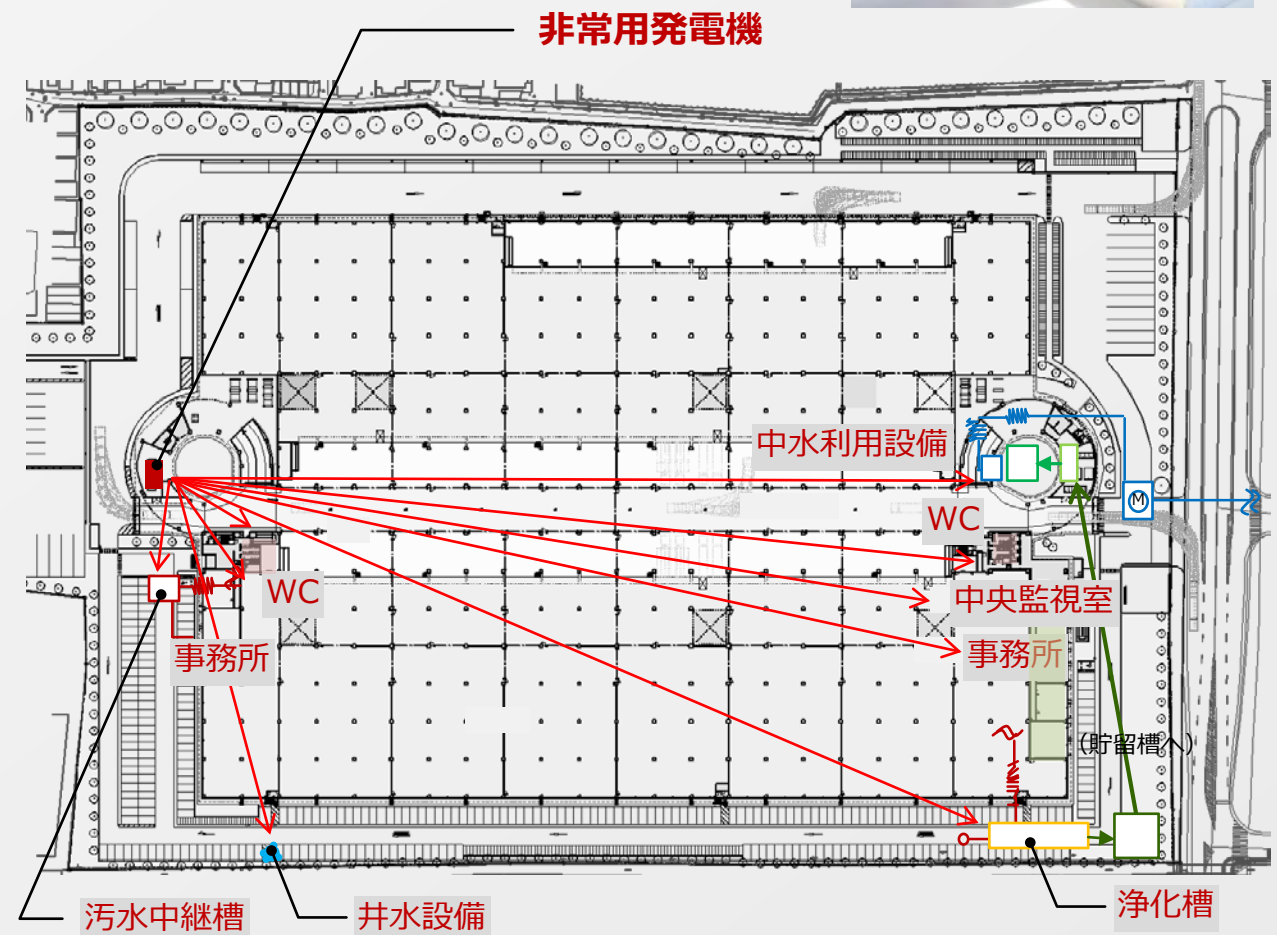 非常用発電機
中水利用設備
M
WC
WC
中央監視室
事務所
事務所
(貯留槽へ)
汚水中継槽
井水設備
浄化槽